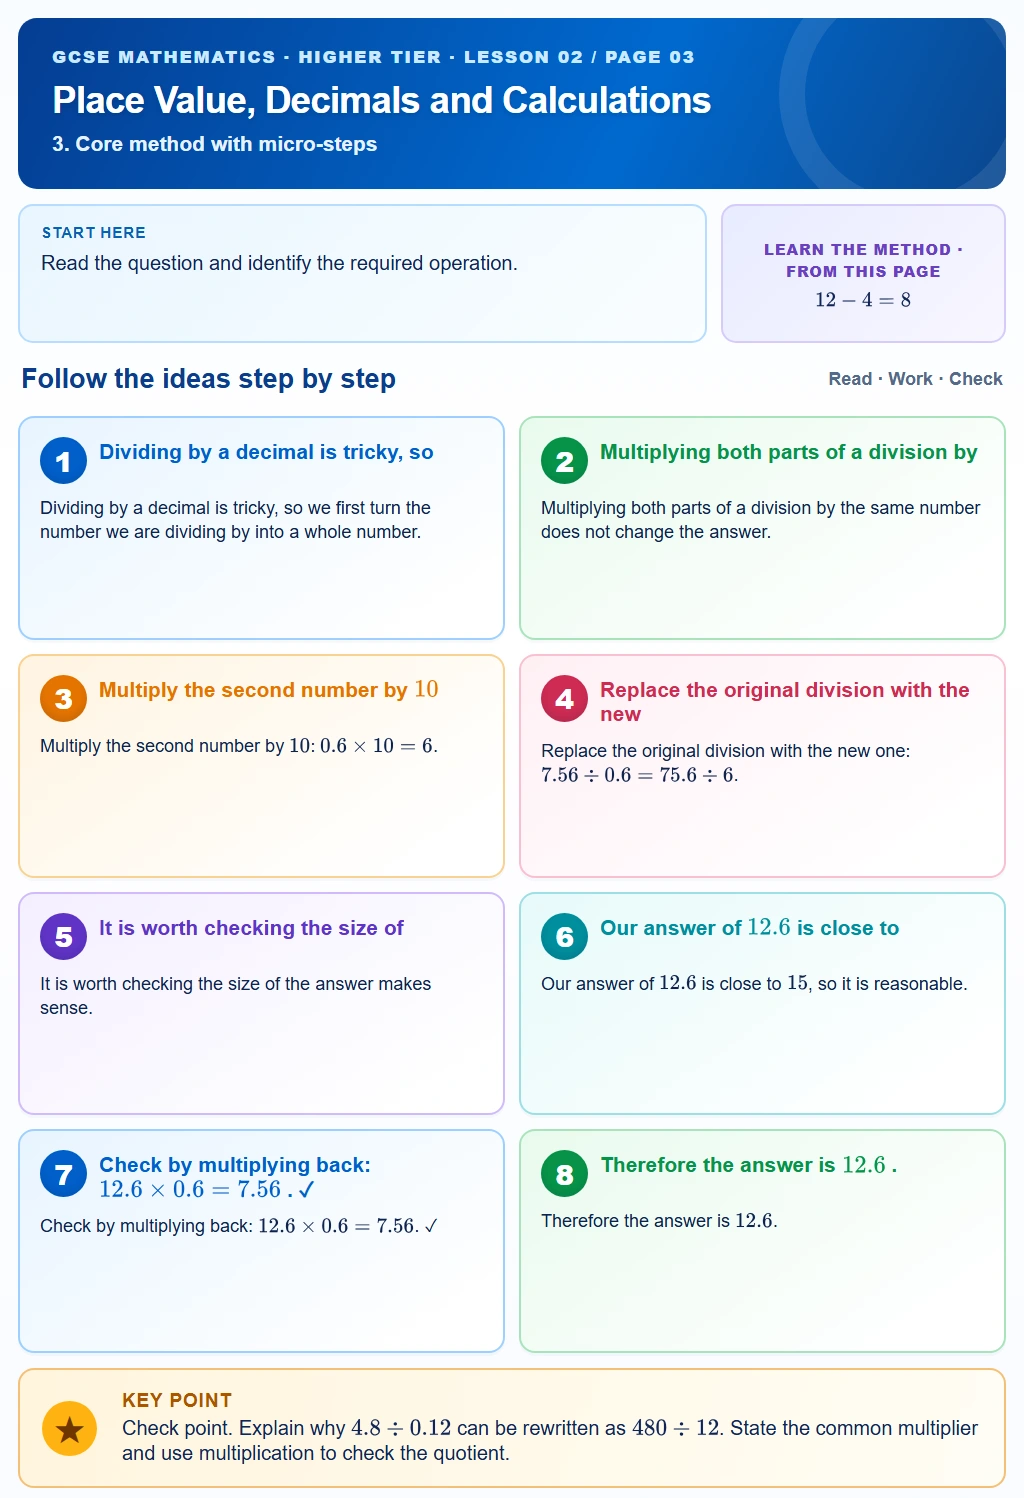 GCSE MATHEMATICS · HIGHER TIER · LESSON 02 / PAGE 03
Place Value, Decimals and Calculations
3. Core method with micro-steps
START HERE
Read the question and identify the required operation.
LEARN THE METHOD ·
FROM THIS PAGE
12 − 4 = 8
Follow the ideas step by step
Read · Work · Check
1
Dividing by a decimal is tricky, so
Dividing by a decimal is tricky, so we first turn the
number we are dividing by into a whole number.
2
Multiplying both parts of a division by
Multiplying both parts of a division by the same number
does not change the answer.
3
Multiply the second number by 10
Multiply the second number by 10: 0.6 × 10 = 6.
4
Replace the original division with the
new
Replace the original division with the new one:
7.56 ÷ 0.6 = 75.6 ÷ 6.
5
It is worth checking the size of
It is worth checking the size of the answer makes
sense.
6
Our answer of 12.6 is close to
Our answer of 12.6 is close to 15, so it is reasonable.
7
Check by multiplying back:
12.6 × 0.6 = 7.56 . ✓
Check by multiplying back: 12.6 × 0.6 = 7.56. ✓
8
Therefore the answer is 12.6 .
Therefore the answer is 12.6.
KEY POINT
Check point. Explain why 4.8 ÷ 0.12 can be rewritten as 480 ÷ 12. State the common multiplier
and use multiplication to check the quotient.